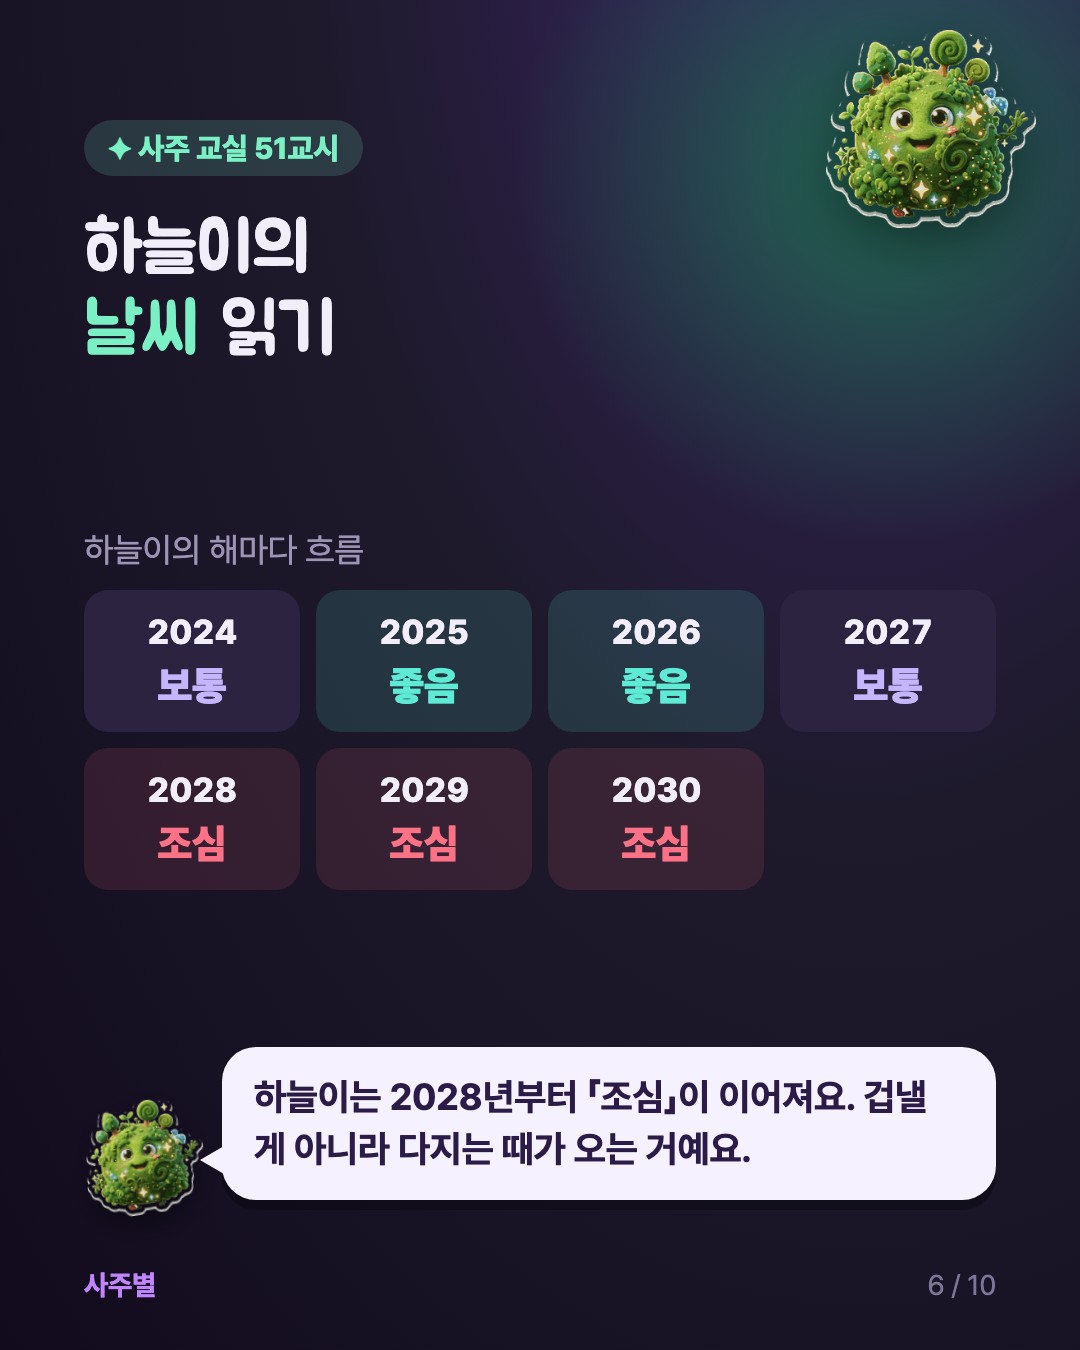 ✦ 사주 교실 51교시
하늘이의
날씨 읽기
하늘이의 해마다 흐름
2024 2025 2026 2027
보통 좋음 좋음 보통
2028 2029 2030
조심 조심 조심
하늘이는 2028년부터 「조심」이 이어져요. 겁낼
게 아니라 다지는 때가 오는 거예요.
사주별
6 / 10